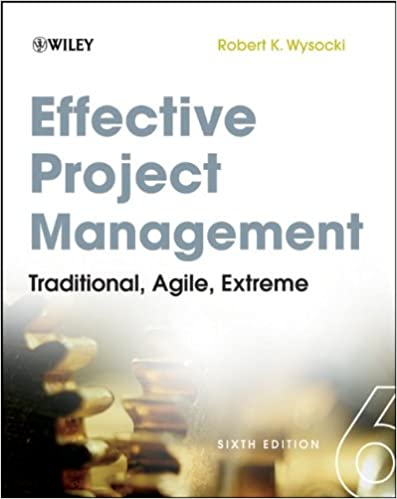 WILEY
Robert K. Wysocki
Effective
Project
Management
Traditional, Agile, Extreme
SIXTH EDITION
6